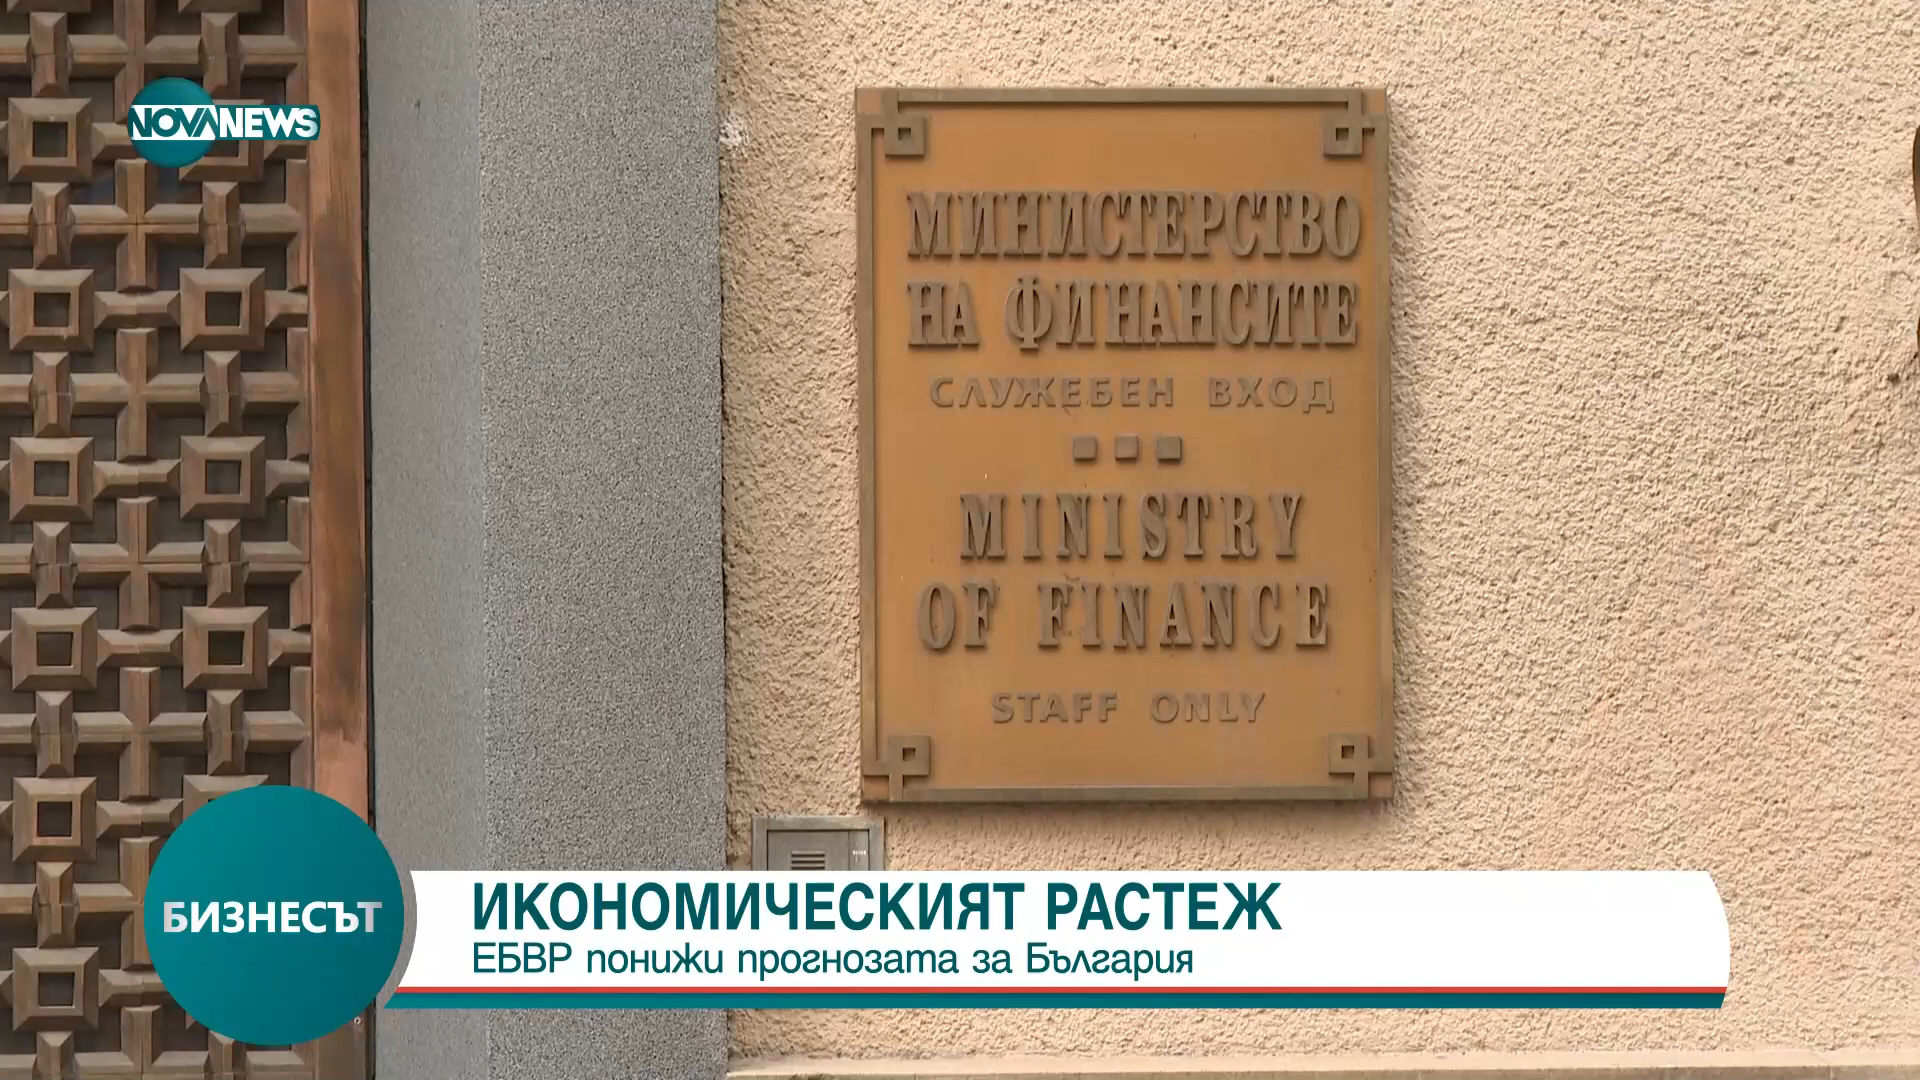 NOVANEWS
МИНИСТЕРСТВО
НА ФИНАНСИТЕ
СЛУЖЕБЕН ВХОД
MINISTRY
OF FINANCE
STAFF ONLY
БИЗНЕСЪТ
ИКОНОМИЧЕСКИЯТ РАСТЕЖ
ЕБВР понижи прогнозата за България